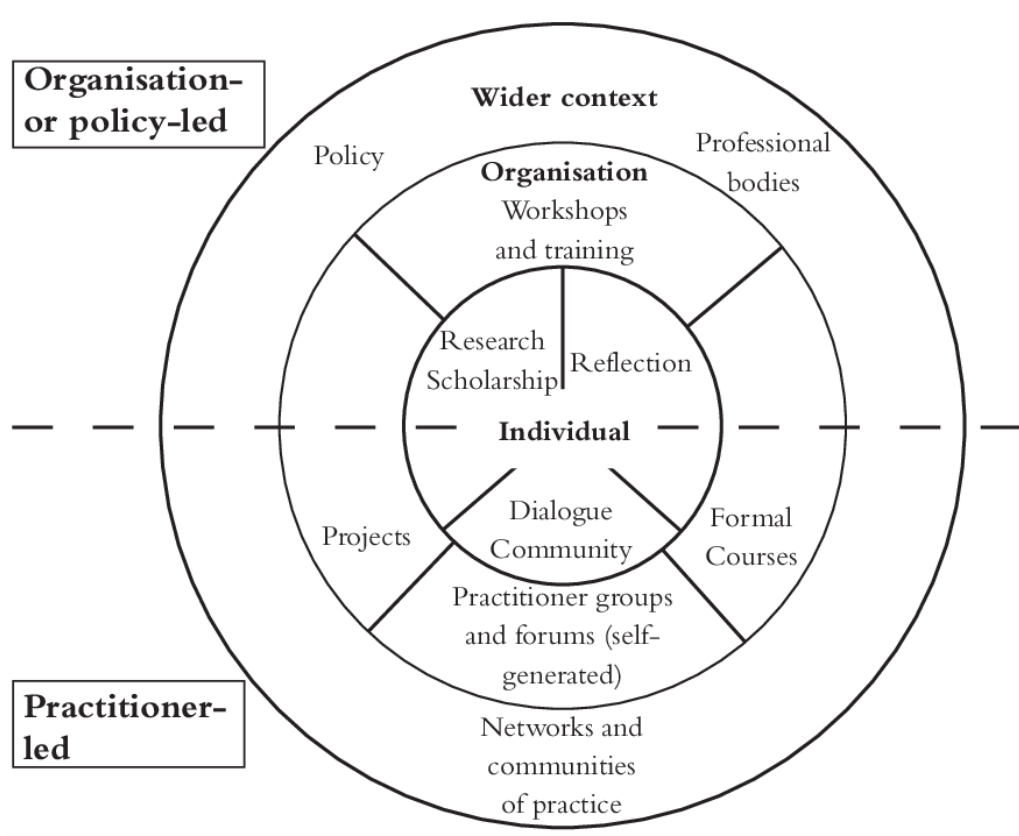 Organisation-
or policy-led
Wider context
Policy
Professional
bodies
Organisation
Workshops
and training
Research
Scholarship
Reflection
Individual
Dialogue
Community
Projects
Formal
Courses
Practitioner groups
and forums (self-
generated)
Practitioner-
led
Networks and
communities
of practice